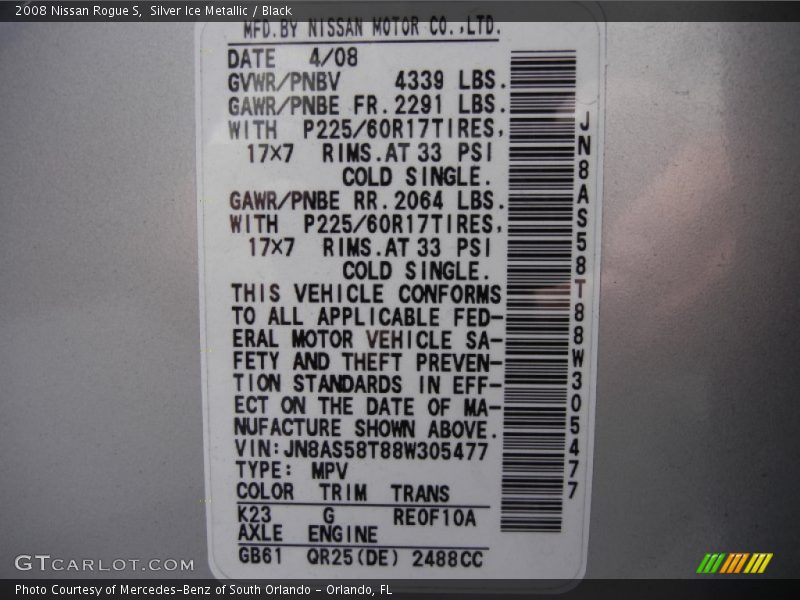 2008 Nissan Rogue S,  Silver Ice Metallic / Black
MFD.BY NISSAN MOTOR CO.,LTD.
DATE 4/08
GVWR/PNBV 4339 LBS.
GAWR/PNBE FR.2291 LBS.
WITH P225/60R17TIRES,
17×7 RIMS.AT 33 PSI
COLD SINGLE.
GAWR/PNBE RR.2064 LBS.
WITH P225/60R17TIRES,
17×7 RIMS.AT 33 PSI
COLD SINGLE.
THIS VEHICLE CONFORMS
TO ALL APPLICABLE FED-
ERAL MOTOR VEHICLE SA-
FETY AND THEFT PREVEN-
TION STANDARDS IN EFF-
ECT ON THE DATE OF MA-
NUFACTURE SHOWN ABOVE.
VIN:JN8AS58T88W305477
TYPE: MPV
COLOR TRIM TRANS
K23 G RE0F10A
AXLE ENGINE
GB61 QR25(DE) 2488CC
JN8AS58T88W305477
GTCARLOT.COM
Photo Courtesy of Mercedes-Benz of South Orlando - Orlando, FL